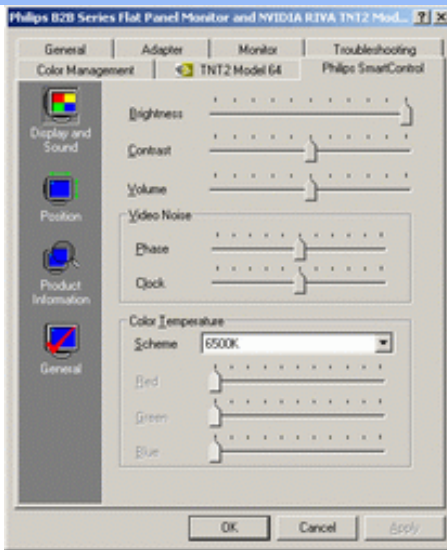 Philips B2B Series Flat Panel Monitor and NVIDIA RIVA TNT2 Mod...
General Adapter Monitor Troubleshooting
Color Management TNT2 Model 64 Philips SmartControl
Display and
Sound
Position
Product
Information
General
Brightness
Contrast
Volume
Video Noise
Phase
Clock
Color Temperature
Scheme 6500K
Red
Green
Blue
OK Cancel Apply